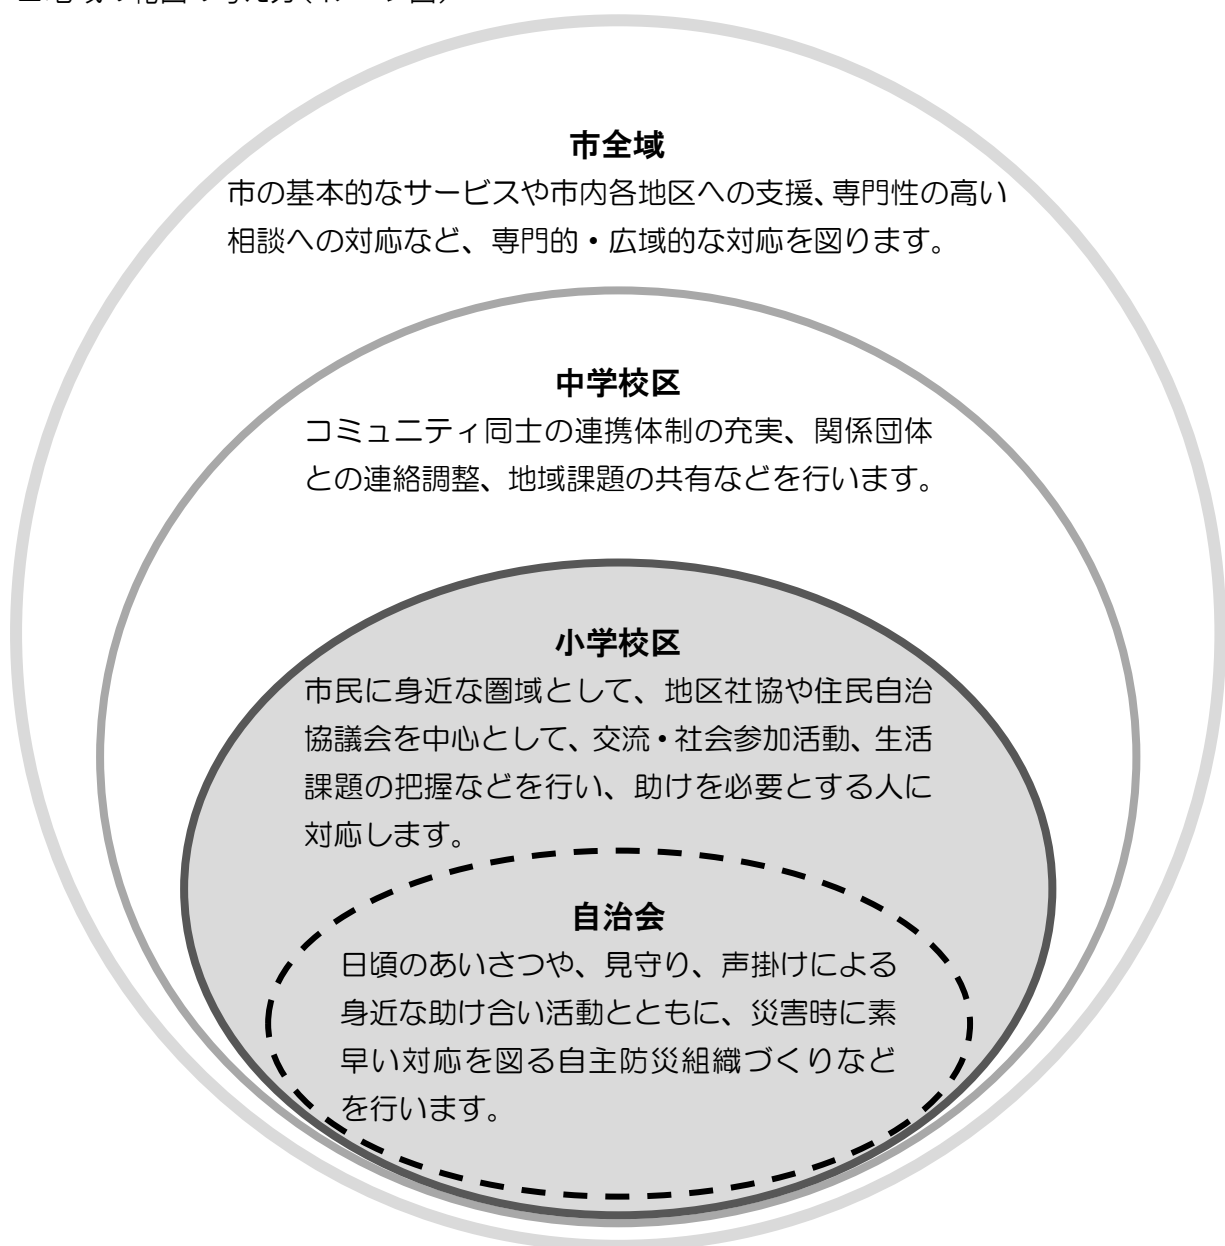 市全域
市の基本的なサービスや市内各地区への支援、専門性の高い
相談への対応など、専門的・広域的な対応を図ります。
中学校区
コミュニティ同士の連携体制の充実、関係団体
との連絡調整、地域課題の共有などを行います。
小学校区
市民に身近な圏域として、地区社協や住民自治
協議会を中心として、交流・社会参加活動、生活
課題の把握などを行い、助けを必要とする人に
対応します。
自治会
日頃のあいさつや、見守り、声掛けによる
身近な助け合い活動とともに、災害時に素
早い対応を図る自主防災組織づくりなど
を行います。